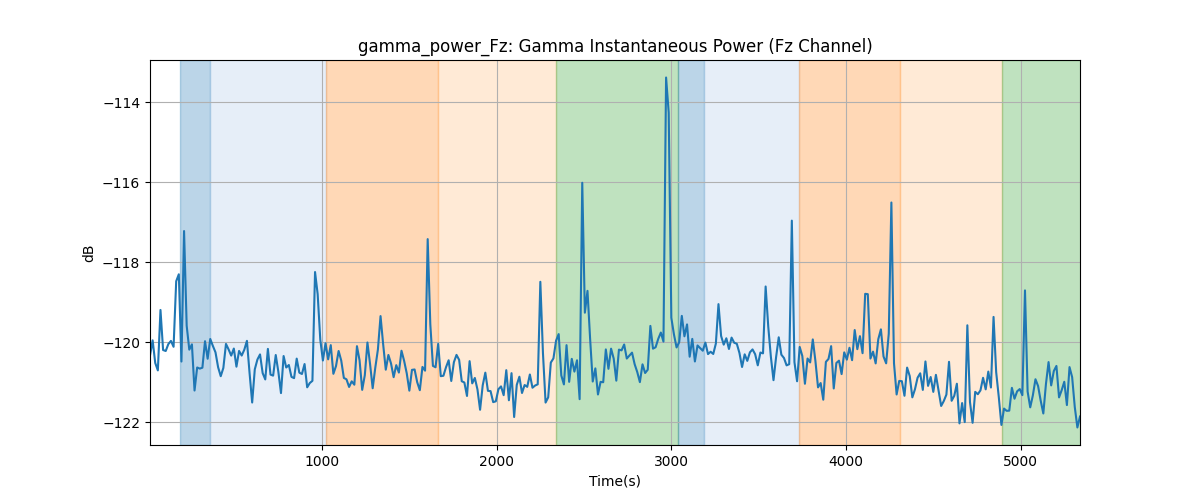 gamma_power_Fz: Gamma Instantaneous Power (Fz Channel)
−114
−116
−118
−120
−122
dB
1000 2000 3000 4000 5000
Time(s)